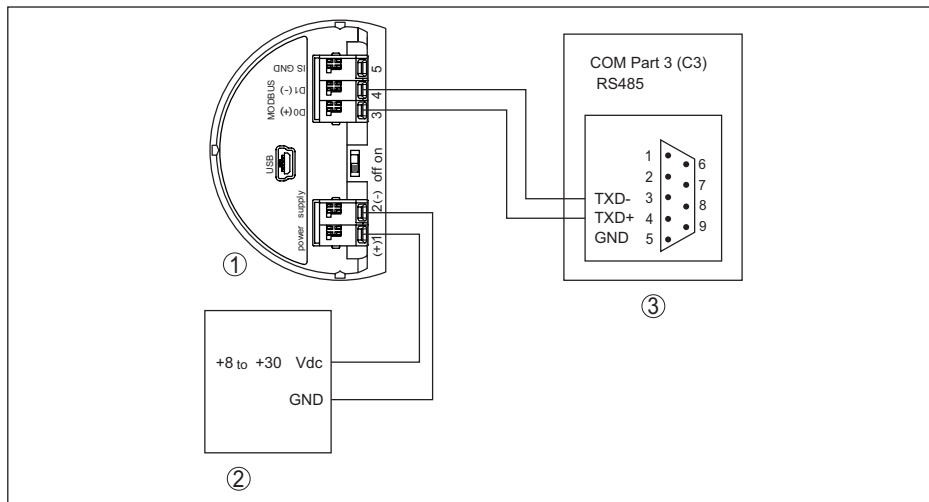 IS GND
5
MODBUS
D1 (-)
4
D0 (+)
3
USB
off on
power supply
2(-)
(+)1
①
+8 to +30 Vdc
GND
②
COM Part 3 (C3)
RS485
1
6
2
7
TXD- 3
8
TXD+ 4
9
GND 5
③